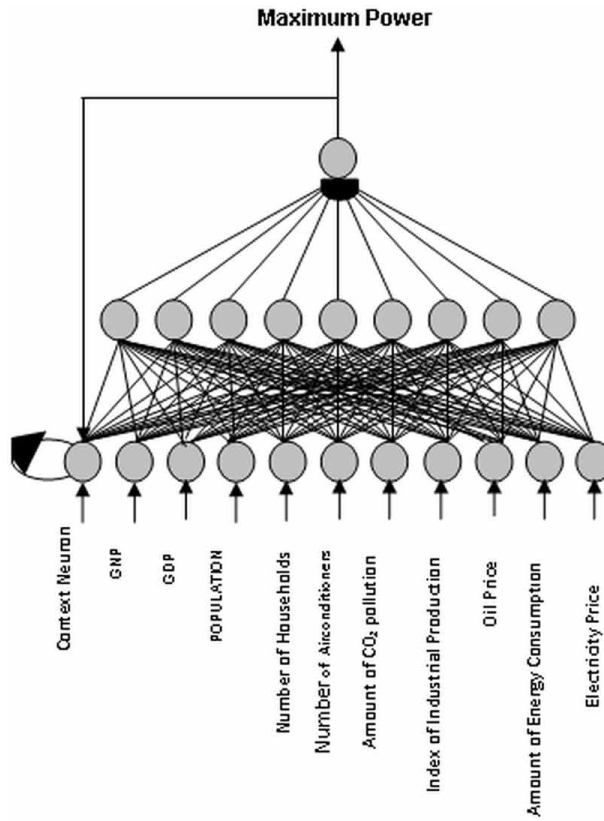 Maximum Power
Context Neuron
GNP
GDP
POPULATION
Number of Households
Number of Airconditioners
Amount of CO₂ pollution
Index of Industrial Production
Oil Price
Amount of Energy Consumption
Electricity Price